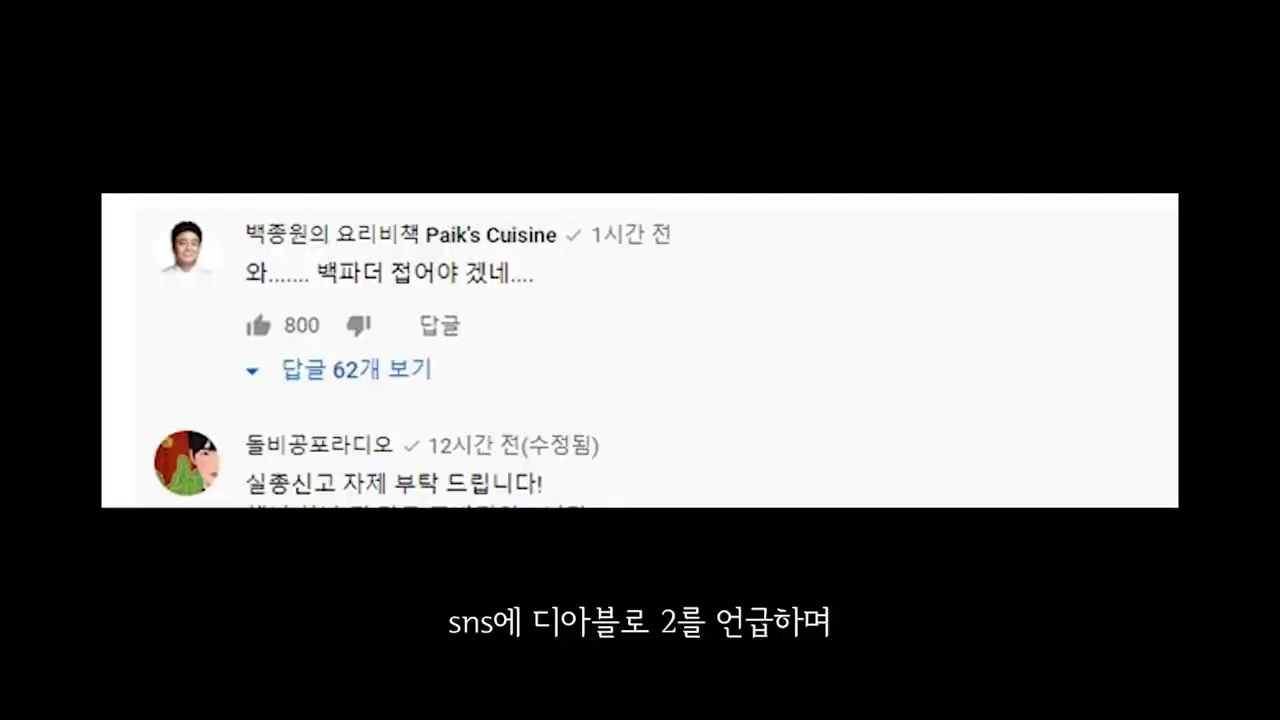 백종원의 요리비책 Paik's Cuisine ✓ 1시간 전
와....... 백파더 접어야 겠네....
800 답글
답글 62개 보기
돌비공포라디오 ✓ 12시간 전(수정됨)
실종신고 자제 부탁 드립니다!
sns에 디아블로 2를 언급하며